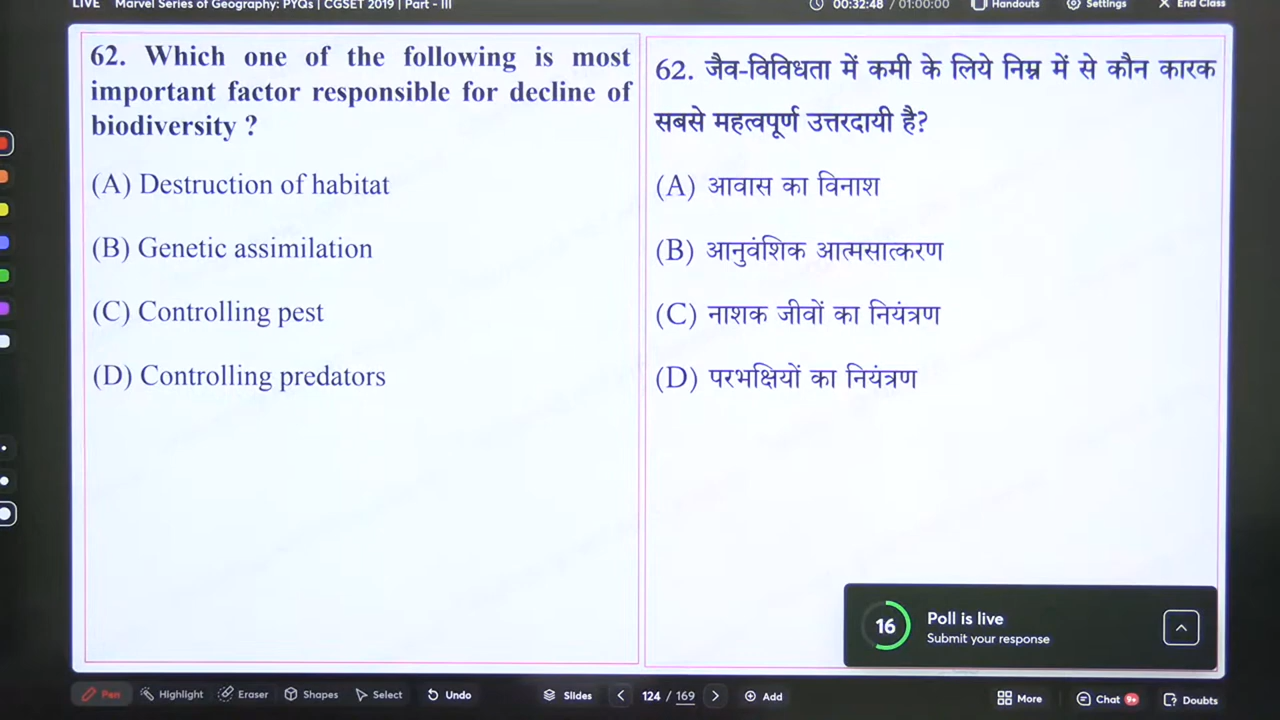 LIVE Marvel Series of Geography: PYQs | CGSET 2019 | Part - III 00:32:48 / 01:00:00 Handouts Settings End Class
62. Which one of the following is most
important factor responsible for decline of
biodiversity ?
(A) Destruction of habitat
(B) Genetic assimilation
(C) Controlling pest
(D) Controlling predators
62. जैव-विविधता में कमी के लिये निम्न में से कौन कारक
सबसे महत्वपूर्ण उत्तरदायी है?
(A) आवास का विनाश
(B) आनुवंशिक आत्मसात्करण
(C) नाशक जीवों का नियंत्रण
(D) परभक्षियों का नियंत्रण
16 Poll is live
Submit your response
Pen Highlight Eraser Shapes Select Undo Slides 124 / 169 Add More Chat 9+ Doubts